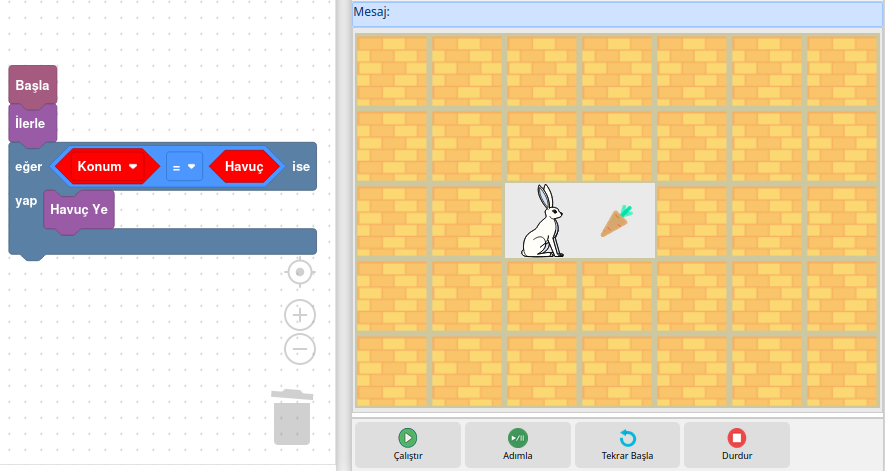 Mesaj:
Başla
İlerle
eğer Konum = Havuç ise
yap Havuç Ye
Çalıştır
Adımla
Tekrar Başla
Durdur